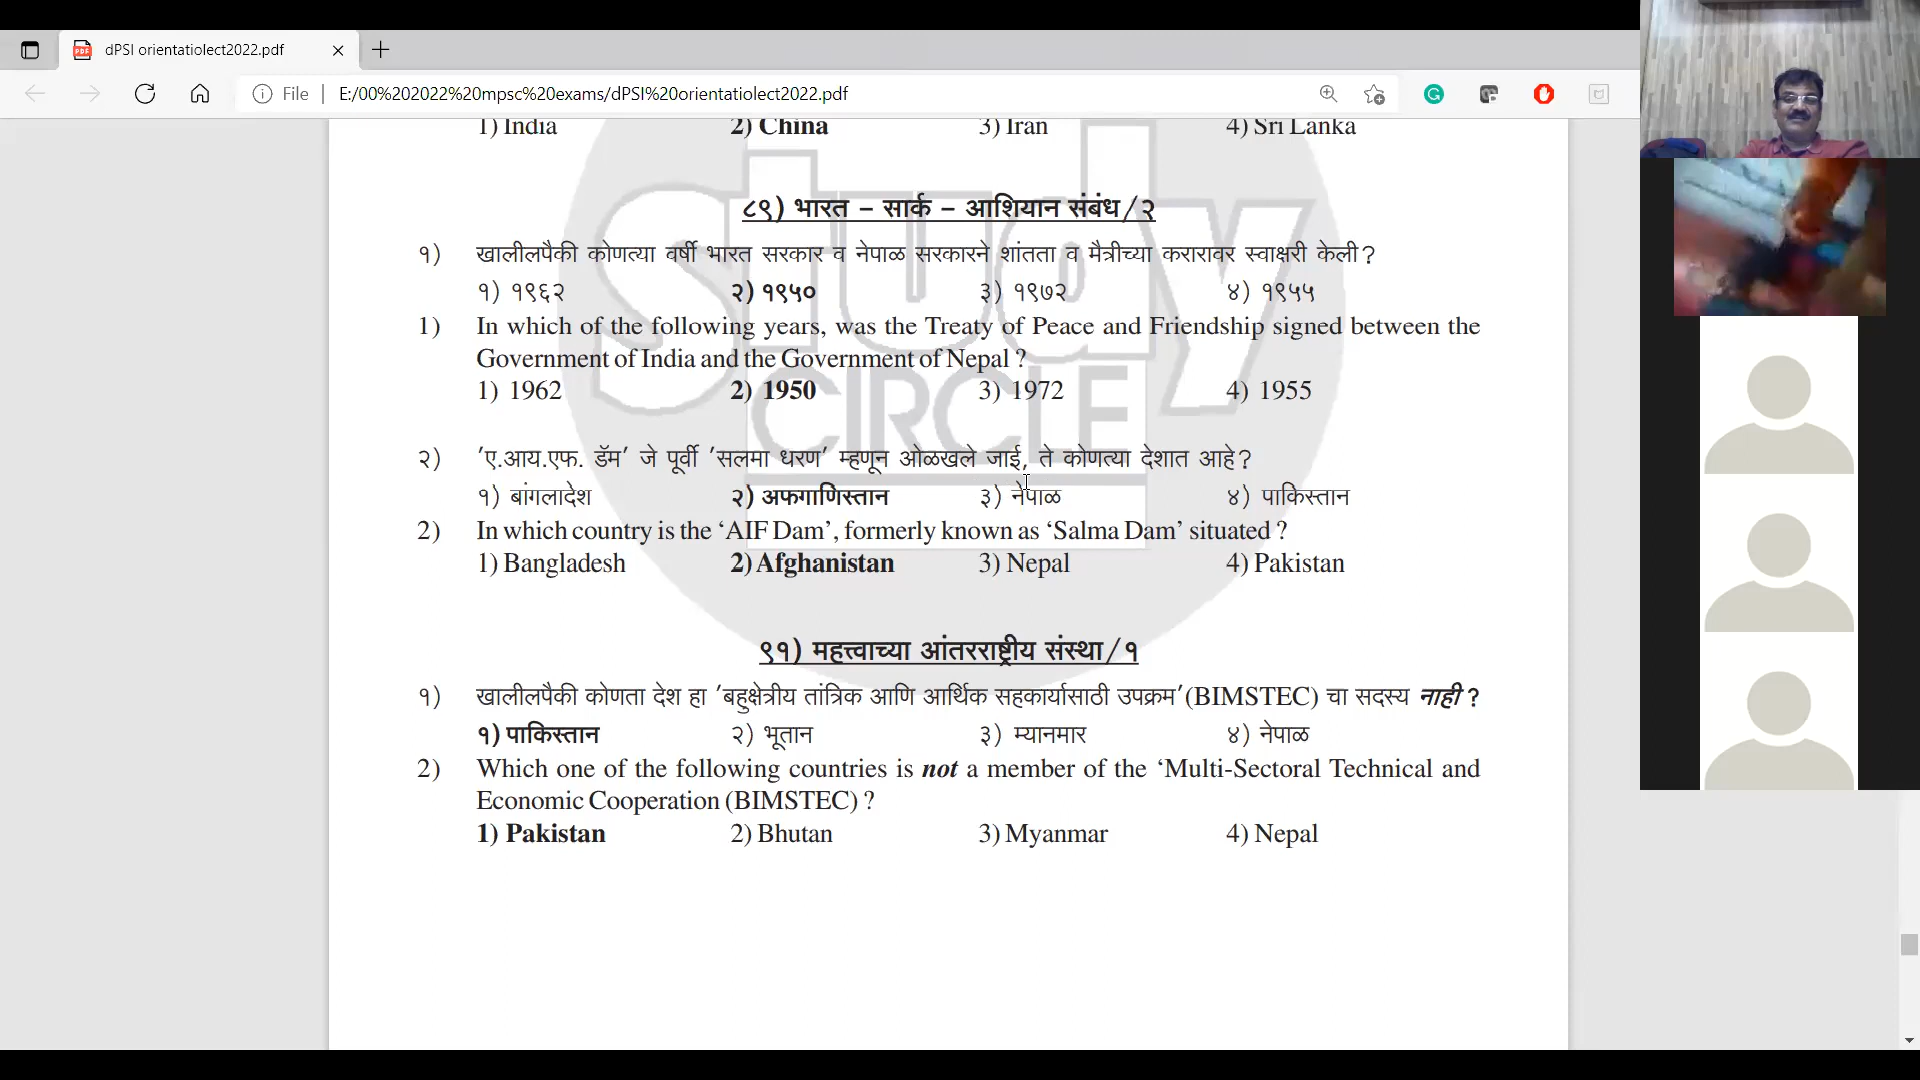 dPSI orientatiolect2022.pdf
File E:/00%202022%20mpsc%20exams/dPSI%20orientatiolect2022.pdf
1) India 2) China 3) Iran 4) Sri Lanka
study
CIRCLE
८९) भारत – सार्क – आशियान संबंध/२
१) खालीलपैकी कोणत्या वर्षी भारत सरकार व नेपाळ सरकारने शांतता व मैत्रीच्या करारावर स्वाक्षरी केली?
१) १९६२ २) १९५० ३) १९७२ ४) १९५५
1) In which of the following years, was the Treaty of Peace and Friendship signed between the
Government of India and the Government of Nepal ?
1) 1962 2) 1950 3) 1972 4) 1955
२) 'ए.आय.एफ. डॅम' जे पूर्वी 'सलमा धरण' म्हणून ओळखले जाई, ते कोणत्या देशात आहे?
१) बांगलादेश २) अफगाणिस्तान ३) नेपाळ ४) पाकिस्तान
2) In which country is the ‘AIF Dam’, formerly known as ‘Salma Dam’ situated ?
1) Bangladesh 2) Afghanistan 3) Nepal 4) Pakistan
९१) महत्त्वाच्या आंतरराष्ट्रीय संस्था/१
१) खालीलपैकी कोणता देश हा 'बहुक्षेत्रीय तांत्रिक आणि आर्थिक सहकार्यासाठी उपक्रम' (BIMSTEC) चा सदस्य नाही ?
१) पाकिस्तान २) भूतान ३) म्यानमार ४) नेपाळ
2) Which one of the following countries is not a member of the ‘Multi-Sectoral Technical and
Economic Cooperation (BIMSTEC) ?
1) Pakistan 2) Bhutan 3) Myanmar 4) Nepal